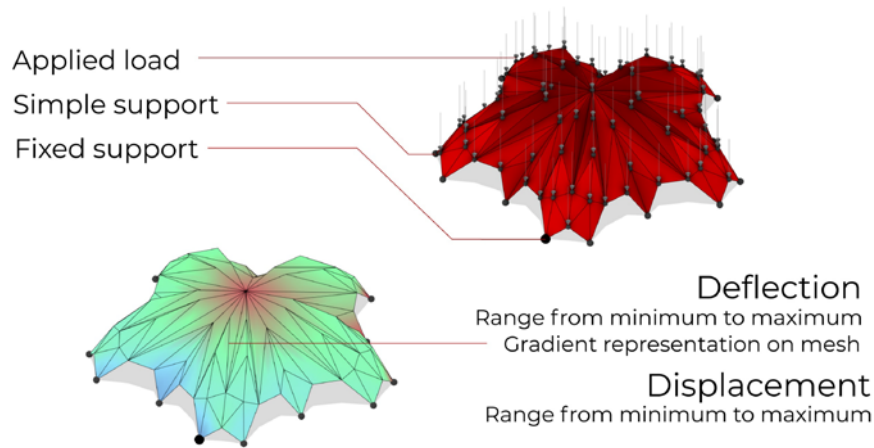 Applied load
Simple support
Fixed support
Deflection
Range from minimum to maximum
Gradient representation on mesh
Displacement
Range from minimum to maximum